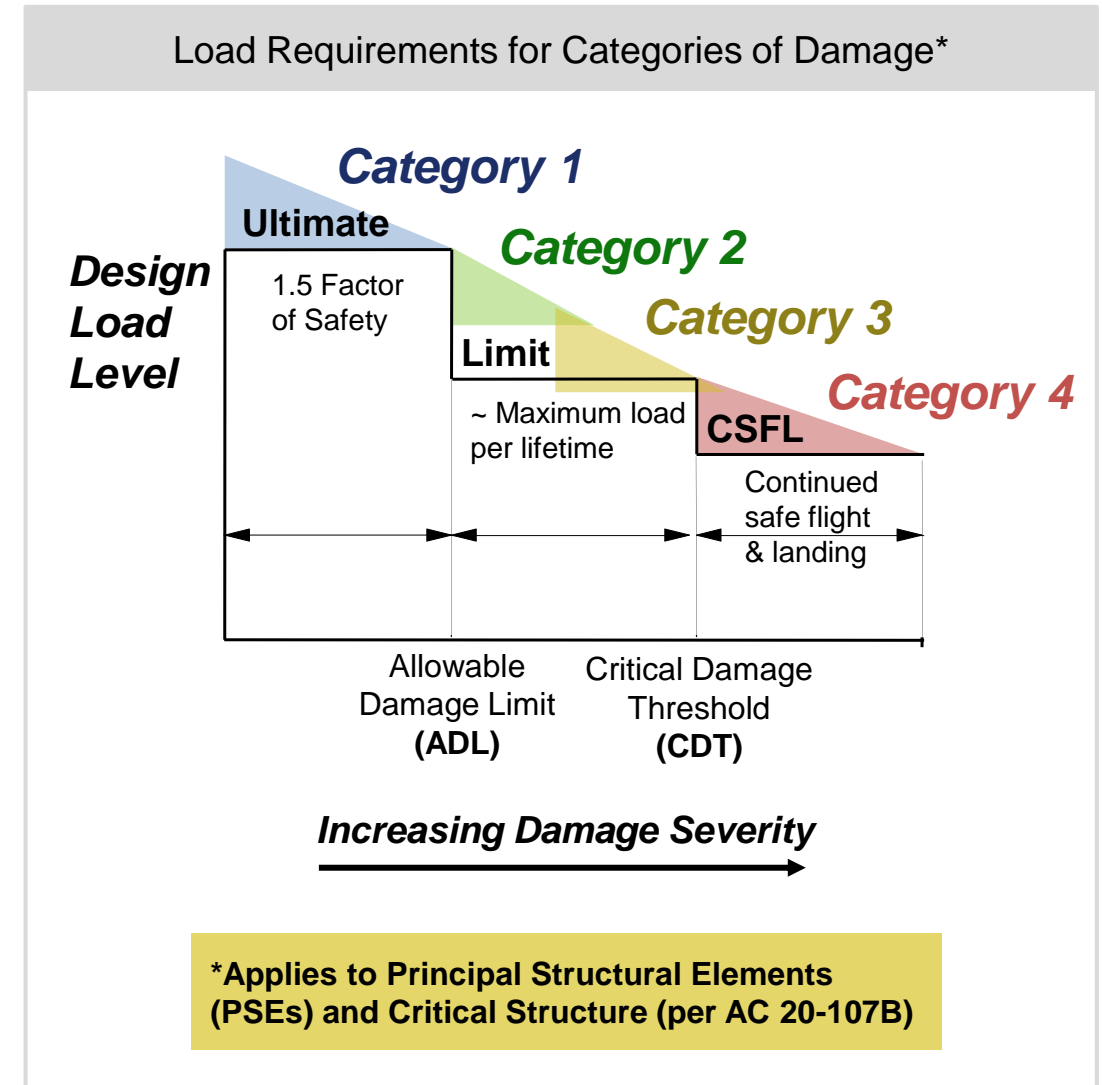 Load Requirements for Categories of Damage*
Category 1
Ultimate
Category 2
Design
Load
Level
1.5 Factor
of Safety
Category 3
Limit
Category 4
~ Maximum load
per lifetime
CSFL
Continued
safe flight
& landing
Allowable
Damage Limit
(ADL)
Critical Damage
Threshold
(CDT)
Increasing Damage Severity
*Applies to Principal Structural Elements
(PSEs) and Critical Structure (per AC 20-107B)